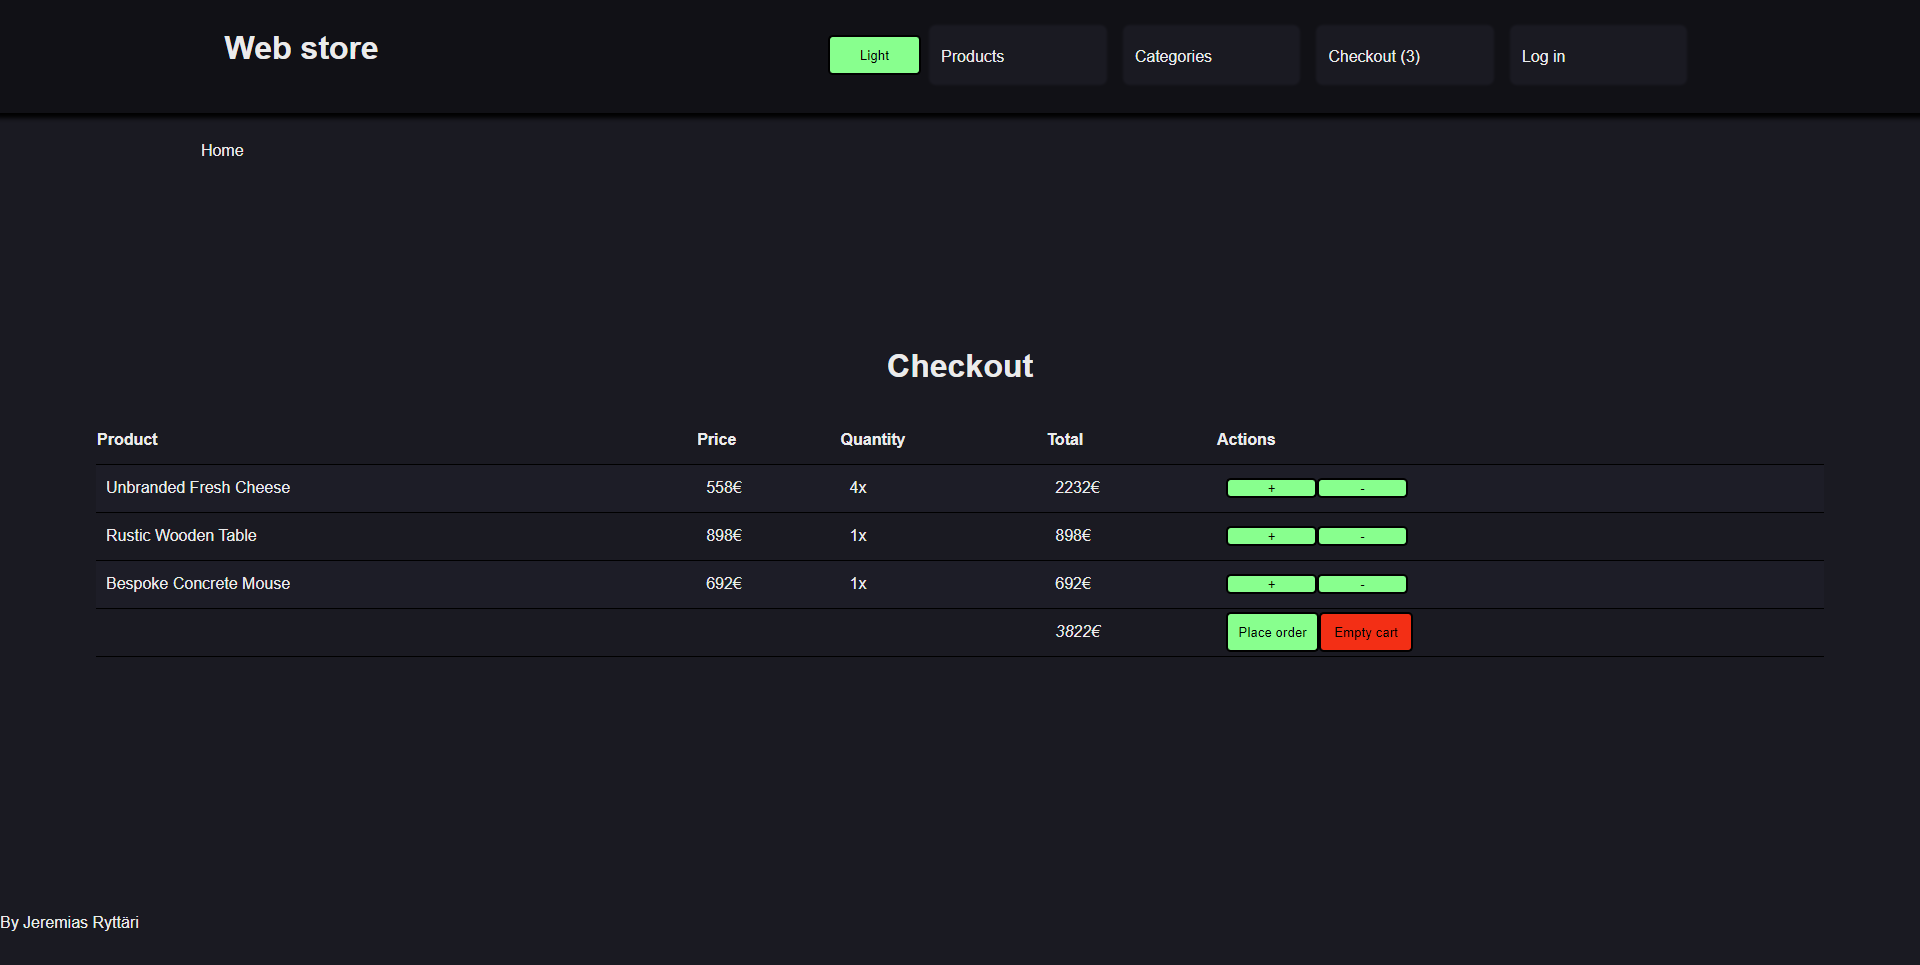 Web store
Light Products Categories Checkout (3) Log in
Home
Checkout
Product Price Quantity Total Actions
Unbranded Fresh Cheese 558€ 4x 2232€ + -
Rustic Wooden Table 898€ 1x 898€ + -
Bespoke Concrete Mouse 692€ 1x 692€ + -
3822€ Place order Empty cart
By Jeremias Ryttäri